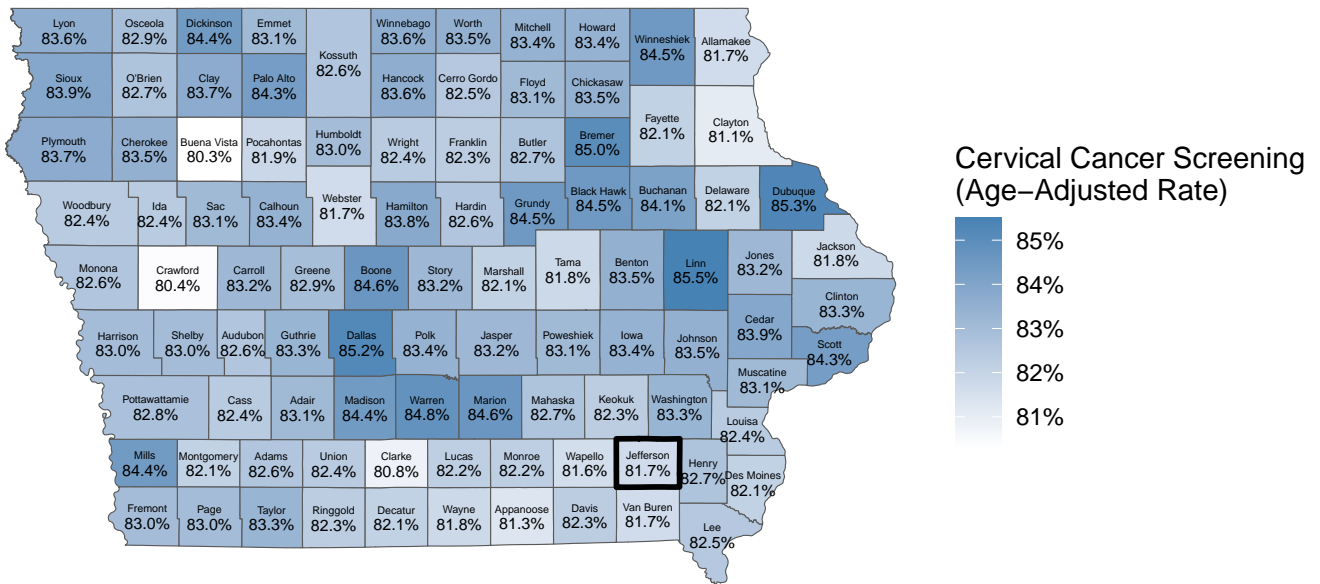 Lyon
83.6%
Osceola
82.9%
Dickinson
84.4%
Emmet
83.1%
Kossuth
82.6%
Winnebago
83.6%
Worth
83.5%
Mitchell
83.4%
Howard
83.4%
Winneshiek
84.5%
Allamakee
81.7%
Sioux
83.9%
O'Brien
82.7%
Clay
83.7%
Palo Alto
84.3%
Hancock
83.6%
Cerro Gordo
82.5%
Floyd
83.1%
Chickasaw
83.5%
Fayette
82.1%
Clayton
81.1%
Plymouth
83.7%
Cherokee
83.5%
Buena Vista
80.3%
Pocahontas
81.9%
Humboldt
83.0%
Wright
82.4%
Franklin
82.3%
Butler
82.7%
Bremer
85.0%
Woodbury
82.4%
Ida
82.4%
Sac
83.1%
Calhoun
83.4%
Webster
81.7%
Hamilton
83.8%
Hardin
82.6%
Grundy
84.5%
Black Hawk
84.5%
Buchanan
84.1%
Delaware
82.1%
Dubuque
85.3%
Monona
82.6%
Crawford
80.4%
Carroll
83.2%
Greene
82.9%
Boone
84.6%
Story
83.2%
Marshall
82.1%
Tama
81.8%
Benton
83.5%
Linn
85.5%
Jones
83.2%
Jackson
81.8%
Clinton
83.3%
Harrison
83.0%
Shelby
83.0%
Audubon
82.6%
Guthrie
83.3%
Dallas
85.2%
Polk
83.4%
Jasper
83.2%
Poweshiek
83.1%
Iowa
83.4%
Johnson
83.5%
Cedar
83.9%
Scott
84.3%
Muscatine
83.1%
Pottawattamie
82.8%
Cass
82.4%
Adair
83.1%
Madison
84.4%
Warren
84.8%
Marion
84.6%
Mahaska
82.7%
Keokuk
82.3%
Washington
83.3%
Louisa
82.4%
Mills
84.4%
Montgomery
82.1%
Adams
82.6%
Union
82.4%
Clarke
80.8%
Lucas
82.2%
Monroe
82.2%
Wapello
81.6%
Jefferson
81.7%
Henry
82.7%
Des Moines
82.1%
Fremont
83.0%
Page
83.0%
Taylor
83.3%
Ringgold
82.3%
Decatur
82.1%
Wayne
81.8%
Appanoose
81.3%
Davis
82.3%
Van Buren
81.7%
Lee
82.5%
Cervical Cancer Screening
(Age−Adjusted Rate)
85%
84%
83%
82%
81%